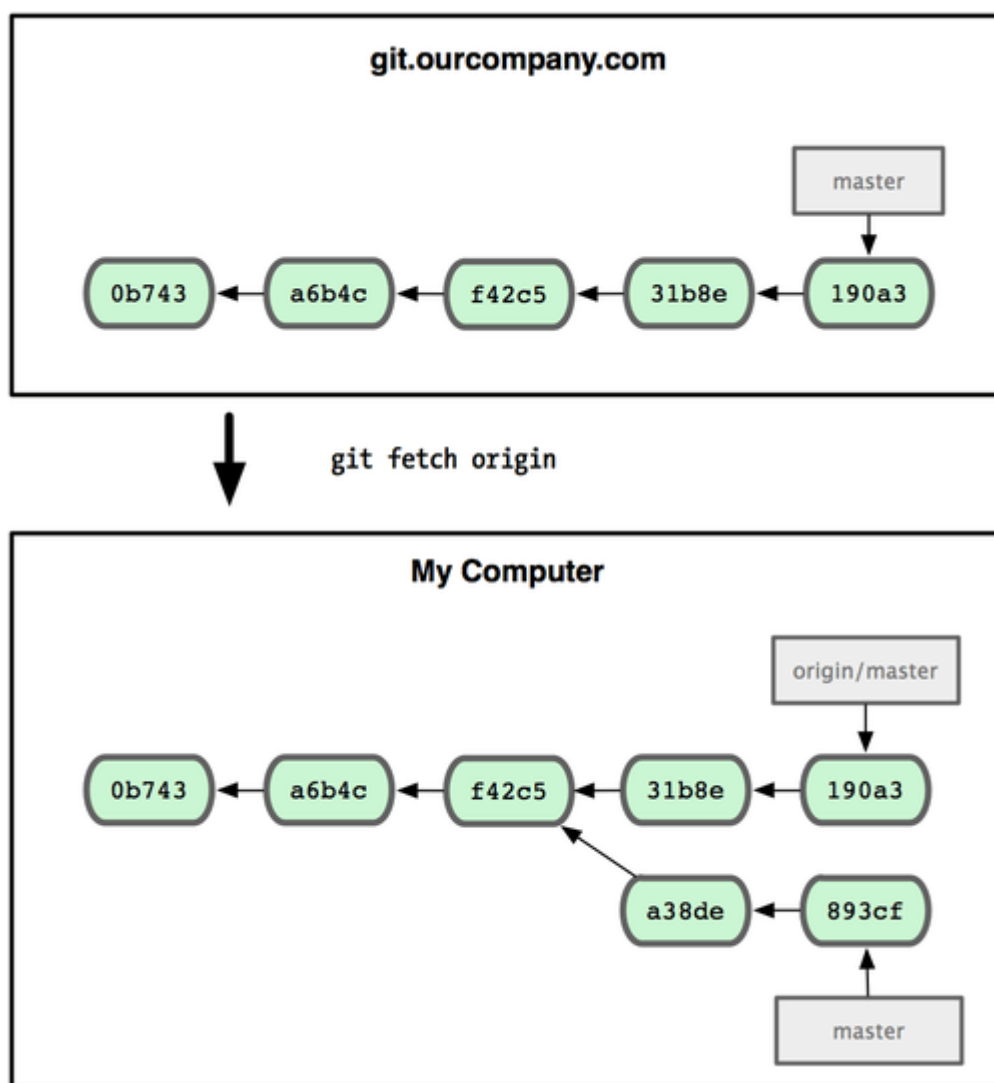 git.ourcompany.com
master
0b743 a6b4c f42c5 31b8e 190a3
git fetch origin
My Computer
origin/master
0b743 a6b4c f42c5 31b8e 190a3
a38de 893cf
master